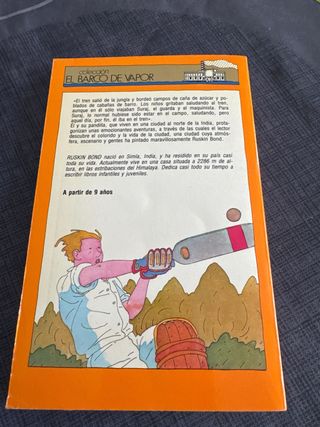 colección
EL BARCO DE VAPOR
«El tren salió de la jungla y bordeó campos de caña de azúcar y po-
blados de cabañas de barro. Los niños gritaban saludando al tren,
aunque en él sólo viajaban Suraj, el guarda y el maquinista. Para
Suraj, lo normal hubiese sido estar en el campo, saludando, pero
aquel día, por fin, él iba en el tren».
Él y su pandilla, que viven en una ciudad al norte de la India, prota-
gonizan unas emocionantes aventuras, a través de las cuales el lector
descubre el colorido y la vida de la ciudad, una ciudad cuya atmós-
fera, escenario y gentes ha pintado maravillosamente Ruskin Bond.
RUSKIN BOND nació en Simla, India, y ha residido en su país casi
toda su vida. Actualmente vive en una casa situada a 2286 m de al-
tura, en las estribaciones del Himalaya. Dedica casi todo su tiempo a
escribir libros infantiles y juveniles.
A partir de 9 años